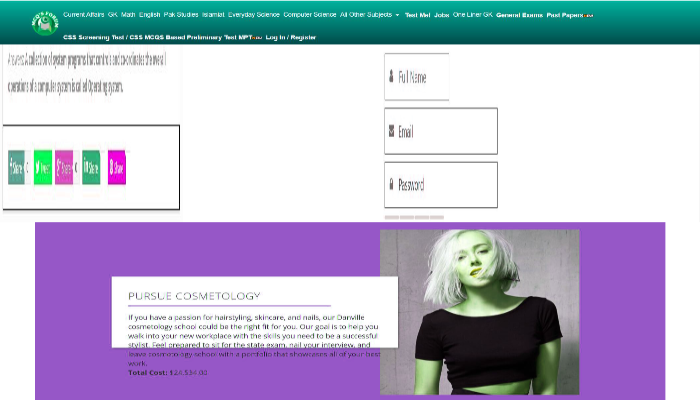 Current Affairs GK Math English Pak Studies Islamiat Everyday Science Computer Science All Other Subjects Test Mat Jobs One Liner GK General Exams Past Papers
CSS Screening Test / CSS MCQS Based Preliminary Test MPT Log In / Register
Answer: A collection of system programs that controls and co-ordinates the overall
operations of a computer system is called Operating system.
Share Tweet Share Share Share
Full Name
Email
Password
PURSUE COSMETOLOGY
If you have a passion for hairstyling, skincare, and nails, our Danville
cosmetology school could be the right fit for you. Our goal is to help you
walk into your new workplace with the skills you need to be a successful
stylist. Feel prepared to sit for the state exam, nail your interview, and
leave cosmetology school with a portfolio that showcases all of your best
work.
Total Cost: